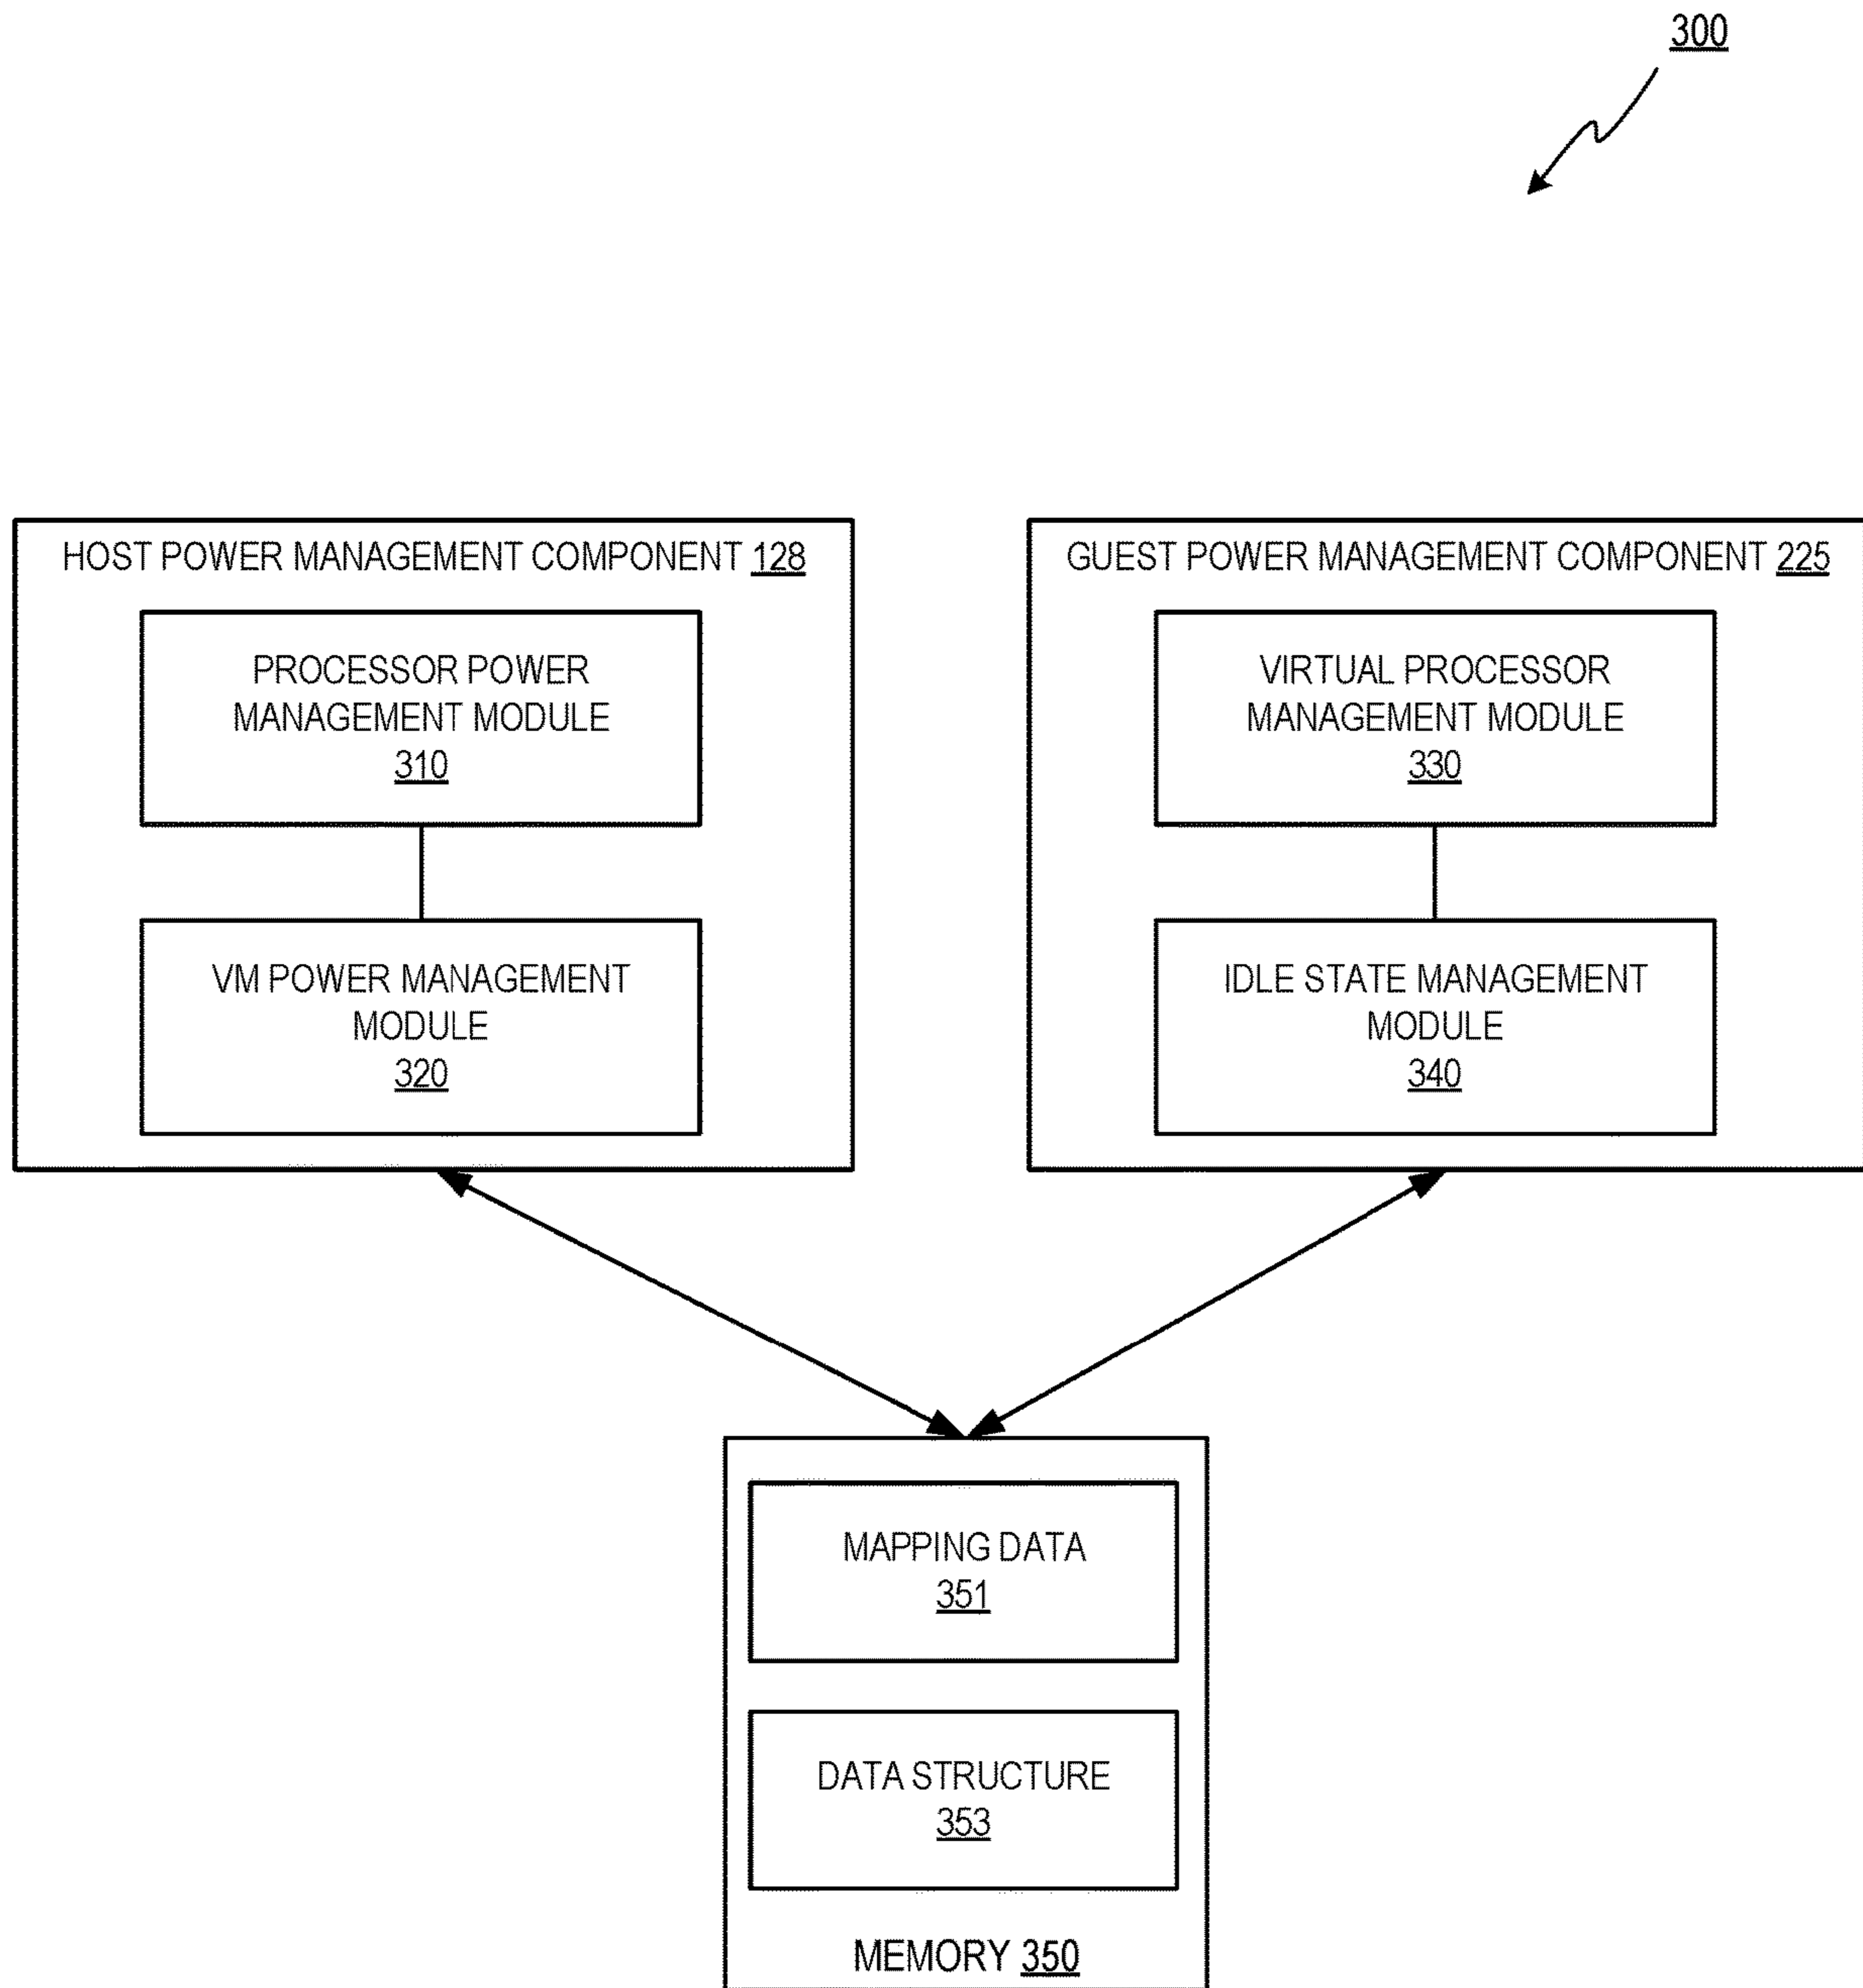 300
HOST POWER MANAGEMENT COMPONENT 128
PROCESSOR POWER
MANAGEMENT MODULE
310
VM POWER MANAGEMENT
MODULE
320
GUEST POWER MANAGEMENT COMPONENT 225
VIRTUAL PROCESSOR
MANAGEMENT MODULE
330
IDLE STATE MANAGEMENT
MODULE
340
MAPPING DATA
351
DATA STRUCTURE
353
MEMORY 350